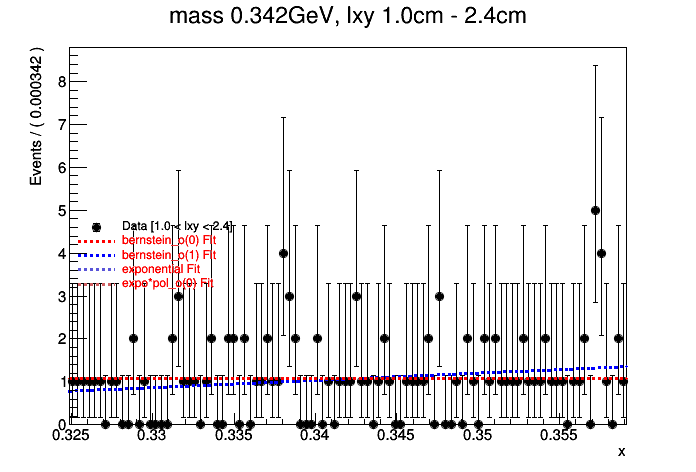 mass 0.342GeV, lxy 1.0cm - 2.4cm
Events / ( 0.000342 )
8
7
6
5
4
3
2
1
0
Data [1.0 < lxy < 2.4]
bernstein_o(0) Fit
bernstein_o(1) Fit
exponential Fit
expo*pol_o(0) Fit
0.325 0.33 0.335 0.34 0.345 0.35 0.355
x